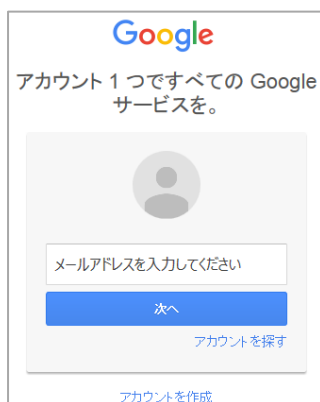 Google
アカウント 1 つですべての Google
サービスを。
メールアドレスを入力してください
次へ
アカウントを探す
アカウントを作成